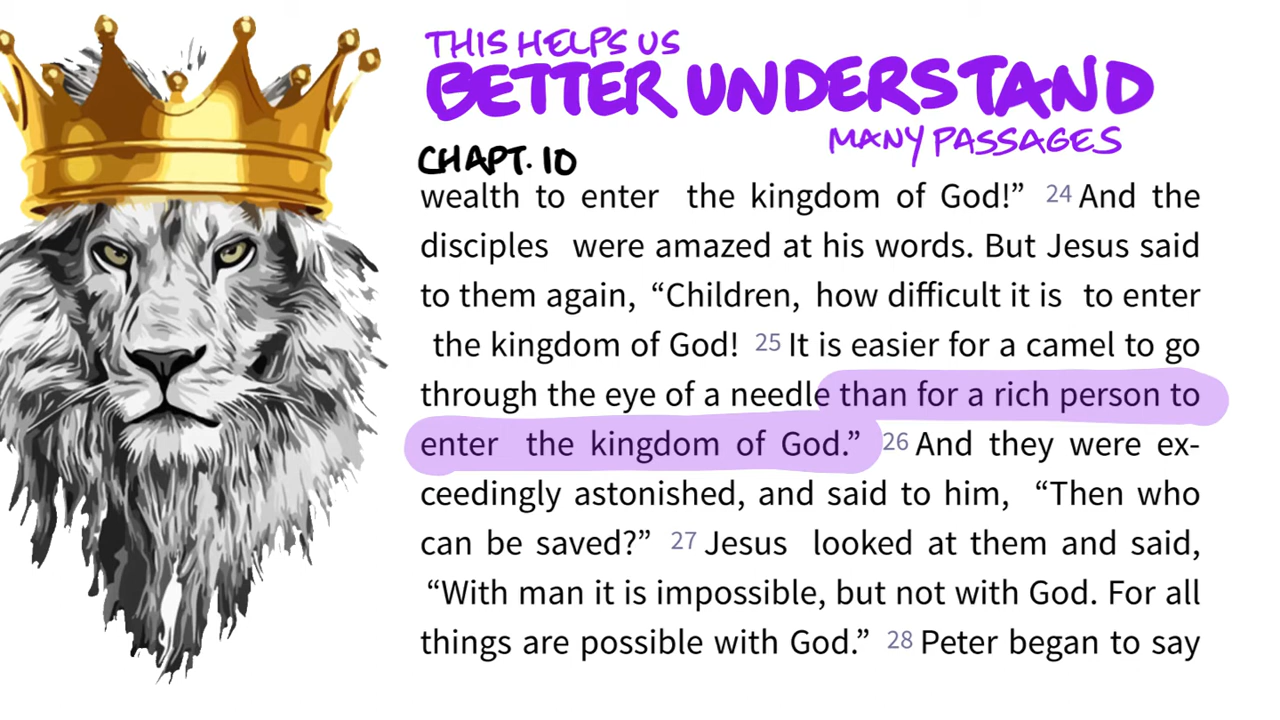 THIS HELPS US
BETTER UNDERSTAND
MANY PASSAGES
CHAPT. 10
wealth to enter the kingdom of God!” 24 And the
disciples were amazed at his words. But Jesus said
to them again, “Children, how difficult it is to enter
the kingdom of God! 25 It is easier for a camel to go
through the eye of a needle than for a rich person to
enter the kingdom of God.” 26 And they were ex-
ceedingly astonished, and said to him, “Then who
can be saved?” 27 Jesus looked at them and said,
“With man it is impossible, but not with God. For all
things are possible with God.” 28 Peter began to say